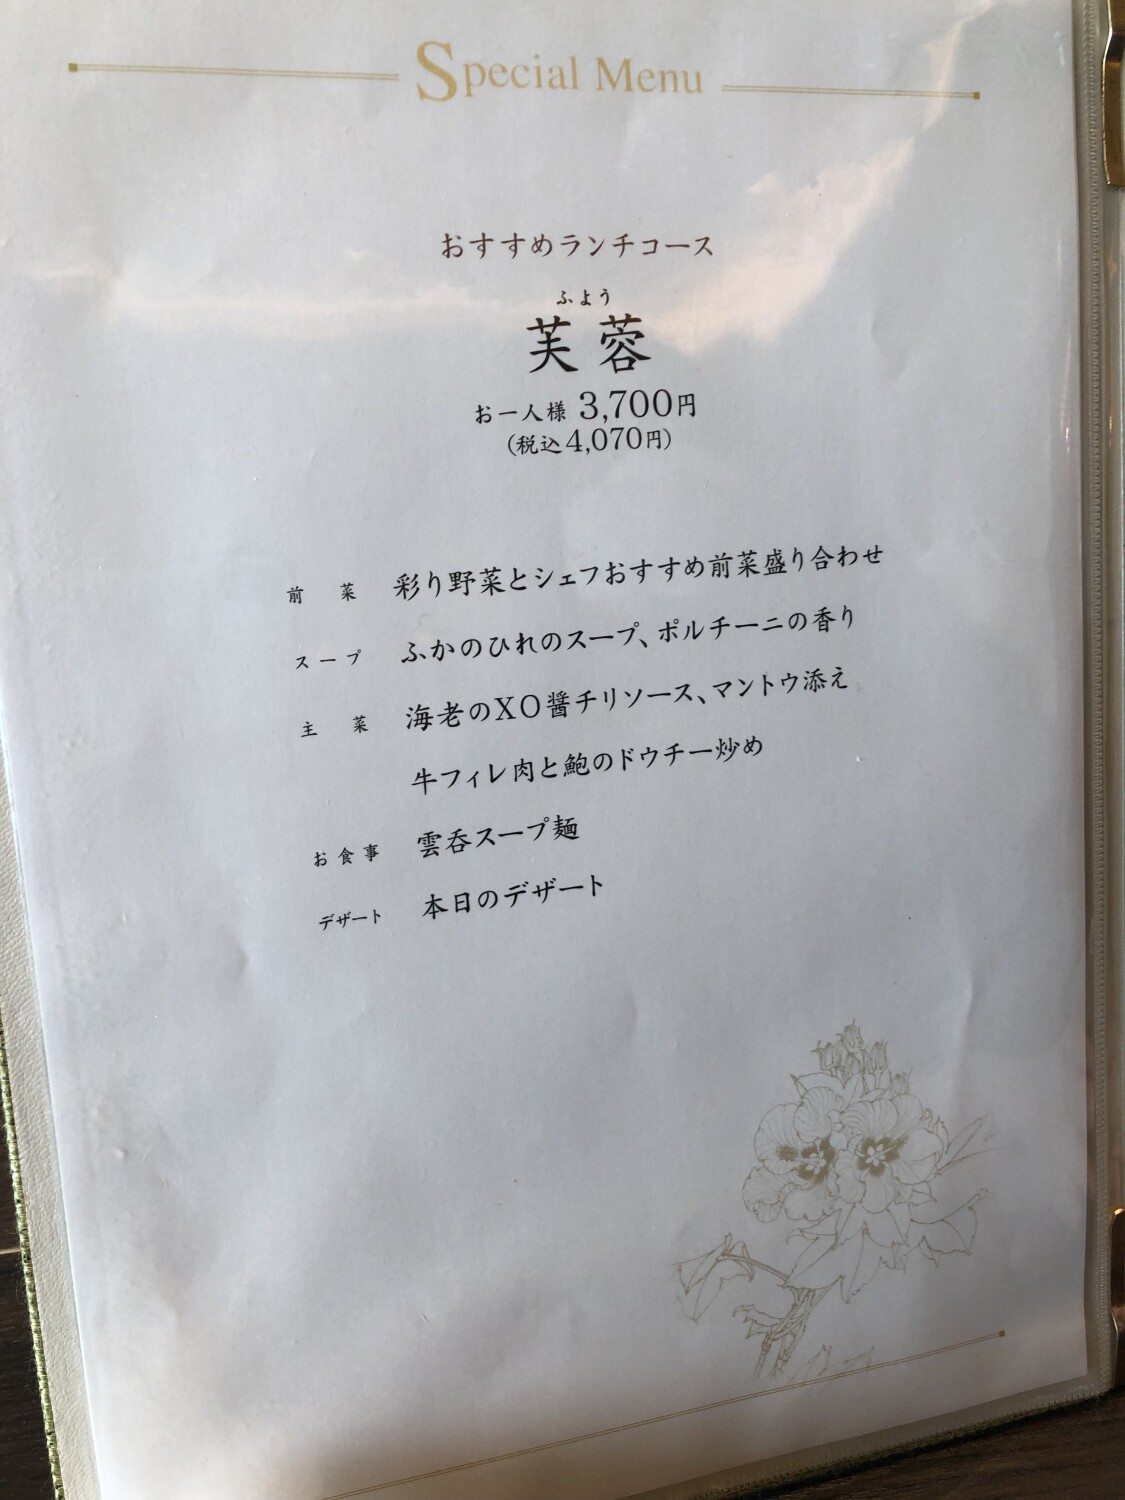 Special Menu
おすすめランチコース
ふよう
芙蓉
お一人様 3,700円
(税込4,070円)
前菜 彩り野菜とシェフおすすめ前菜盛り合わせ
スープ ふかのひれのスープ、ポルチーニの香り
主菜 海老のXO醤チリソース、マントウ添え
牛フィレ肉と鮑のドウチー炒め
お食事 雲呑スープ麺
デザート 本日のデザート